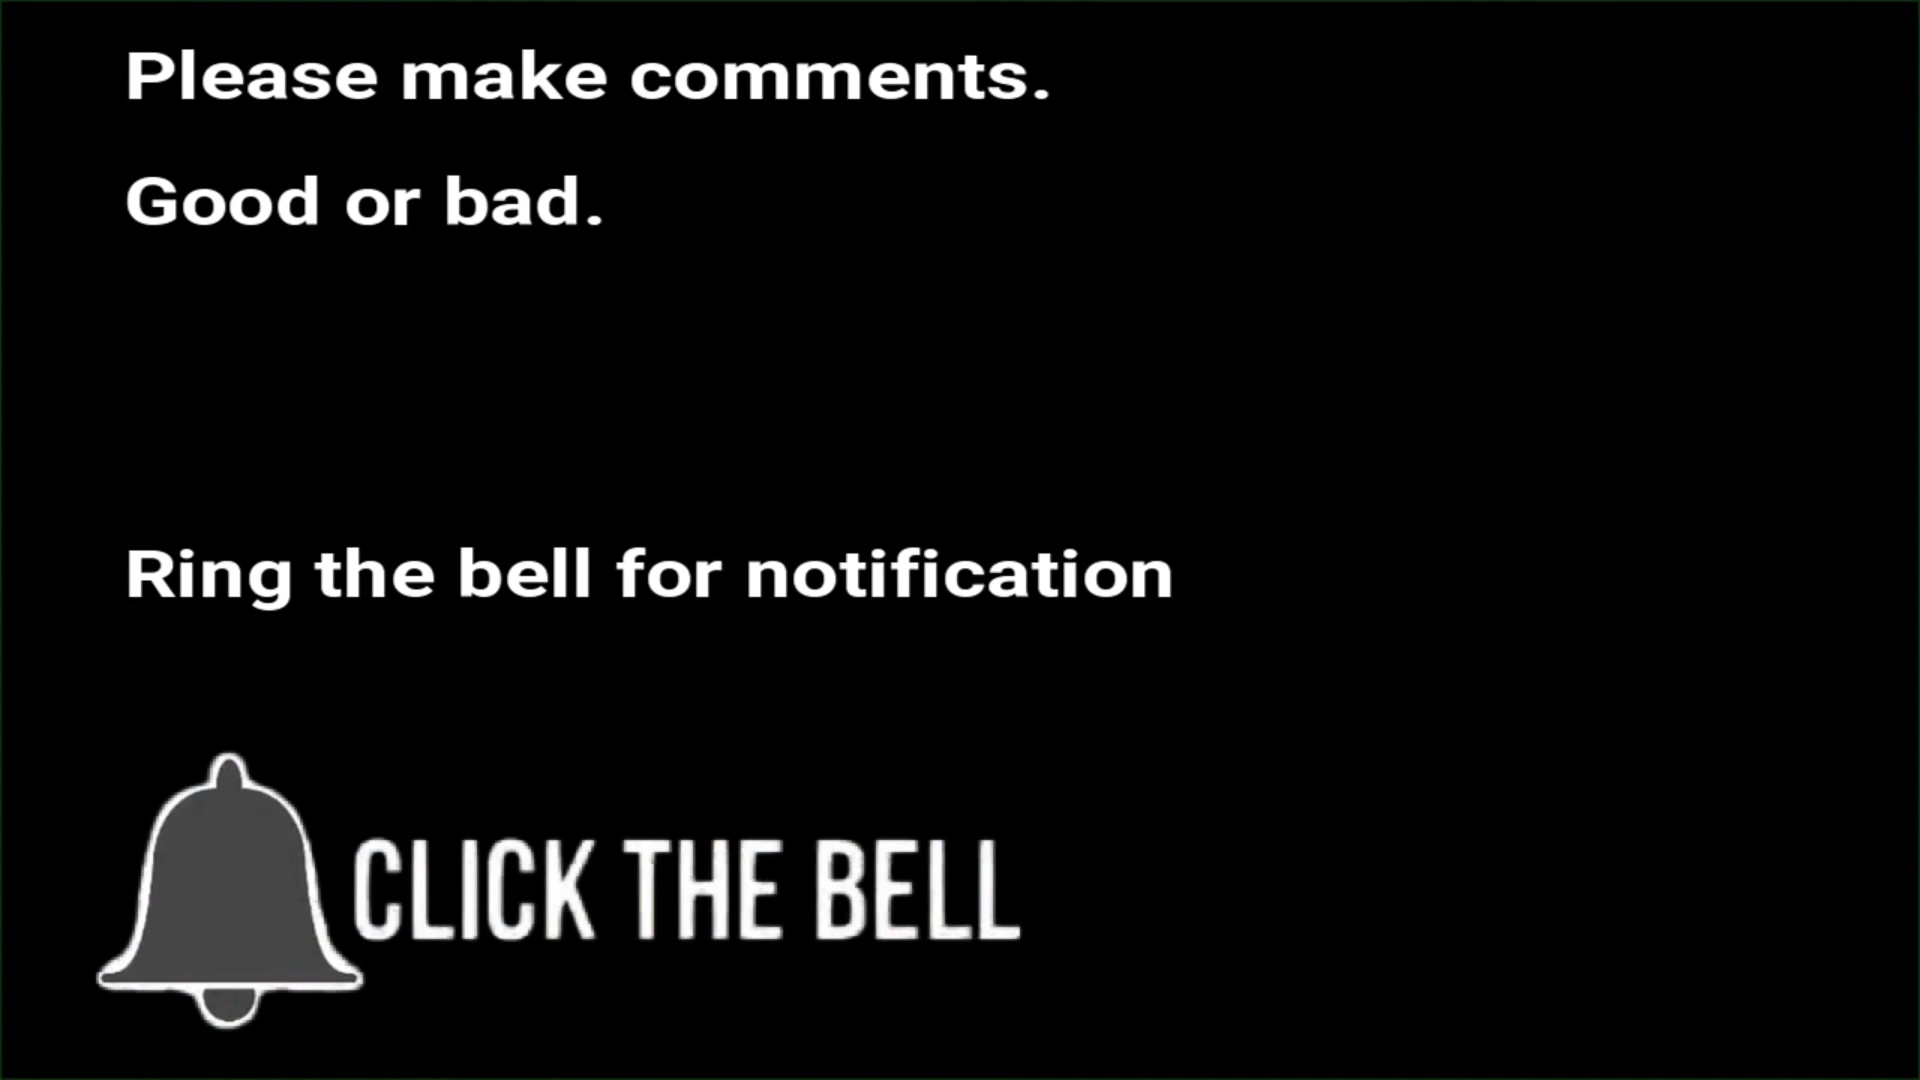 Please make comments.
Good or bad.
Ring the bell for notification
CLICK THE BELL